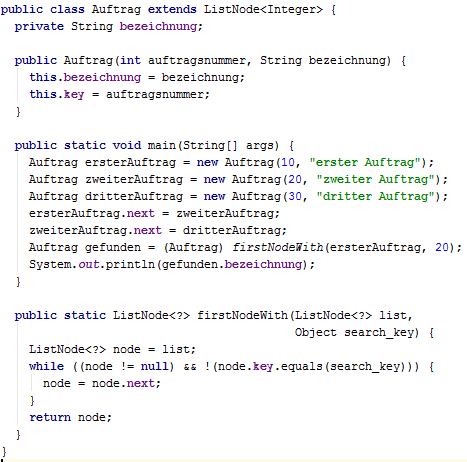 public class Auftrag extends ListNode<Integer> {
private String bezeichnung;
public Auftrag(int auftragsnummer, String bezeichnung) {
this.bezeichnung = bezeichnung;
this.key = auftragsnummer;
}
public static void main(String[] args) {
Auftrag ersterAuftrag = new Auftrag(10, "erster Auftrag");
Auftrag zweiterAuftrag = new Auftrag(20, "zweiter Auftrag");
Auftrag dritterAuftrag = new Auftrag(30, "dritter Auftrag");
ersterAuftrag.next = zweiterAuftrag;
zweiterAuftrag.next = dritterAuftrag;
Auftrag gefunden = (Auftrag) firstNodeWith(ersterAuftrag, 20);
System.out.println(gefunden.bezeichnung);
}
public static ListNode<?> firstNodeWith(ListNode<?> list,
Object search_key) {
ListNode<?> node = list;
while ((node != null) && !(node.key.equals(search_key))) {
node = node.next;
}
return node;
}
}